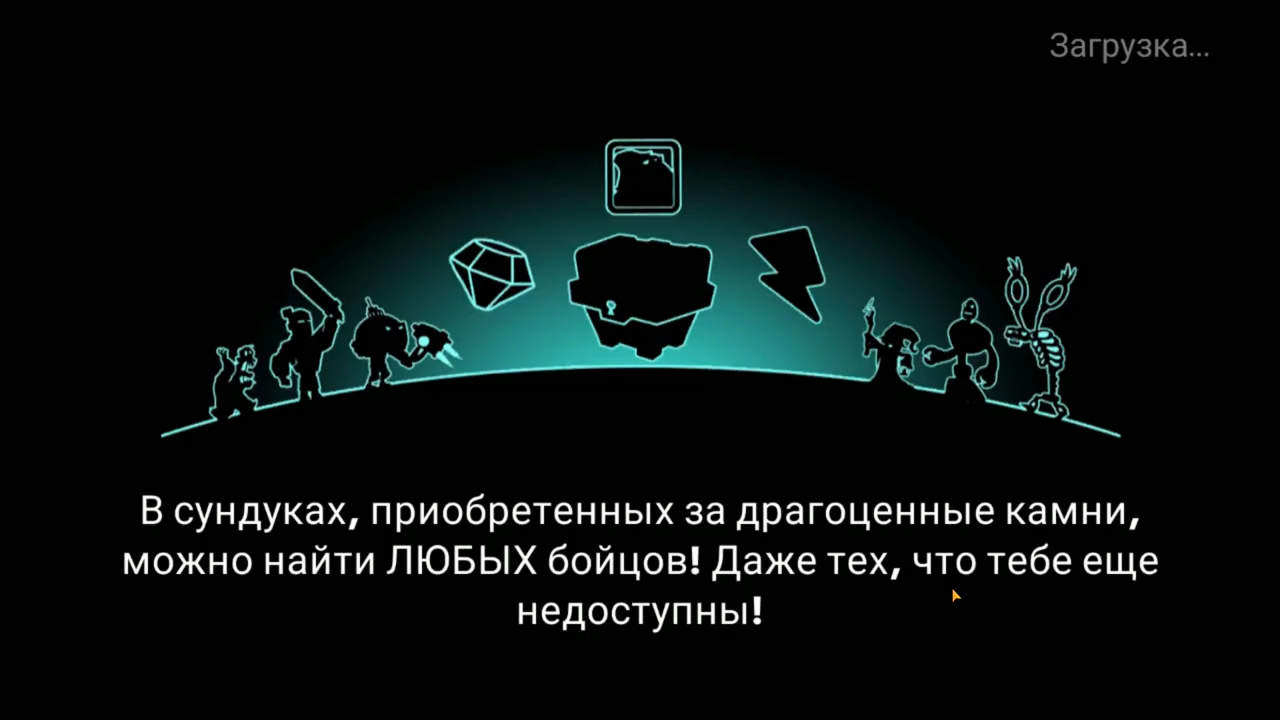 Загрузка...
В сундуках, приобретенных за драгоценные камни,
можно найти ЛЮБЫХ бойцов! Даже тех, что тебе еще
недоступны!